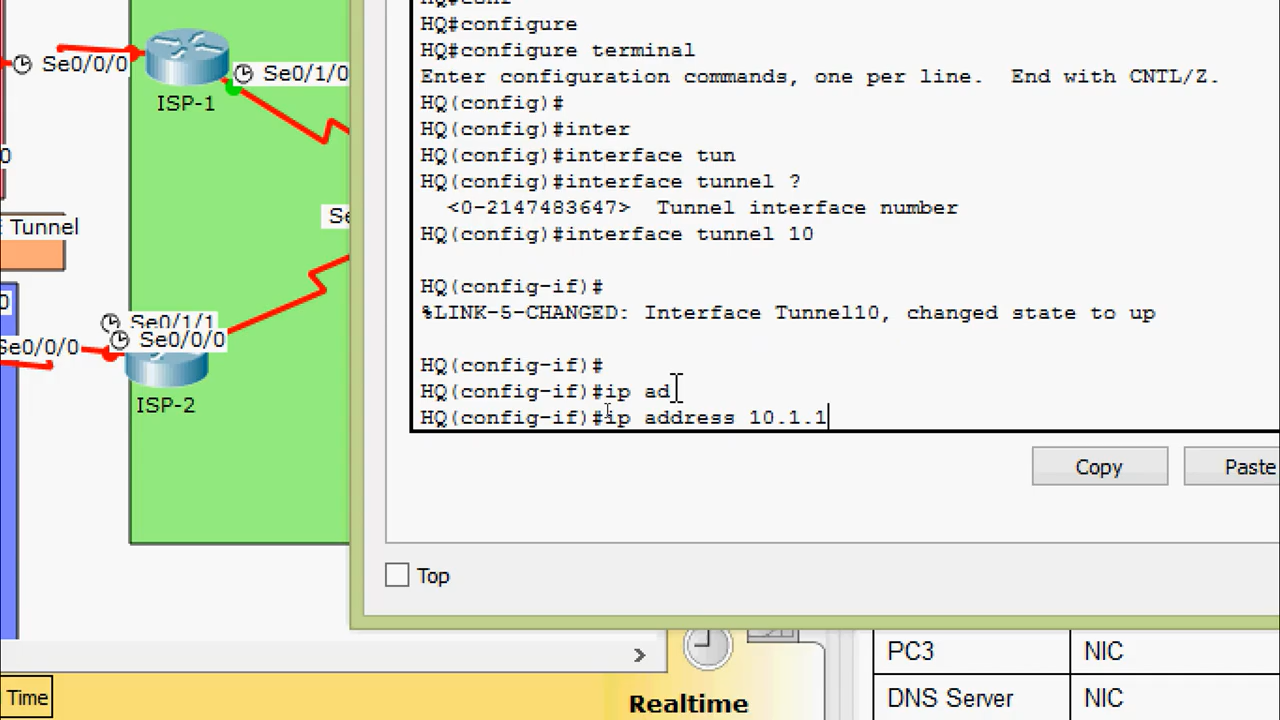 HQ#conf
HQ#configure
HQ#configure terminal
Enter configuration commands, one per line.  End with CNTL/Z.
HQ(config)#
HQ(config)#inter
HQ(config)#interface tun
HQ(config)#interface tunnel ?
<0-2147483647>  Tunnel interface number
HQ(config)#interface tunnel 10
HQ(config-if)#
%LINK-5-CHANGED: Interface Tunnel10, changed state to up
HQ(config-if)#
HQ(config-if)#ip ad
HQ(config-if)#ip address 10.1.1
Se0/0/0
Se0/1/0
ISP-1
0
Se
E Tunnel
0
Se0/1/1
Se0/0/0
Se0/0/0
ISP-2
Copy
Paste
Top
PC3
NIC
DNS Server
NIC
Time
Realtime